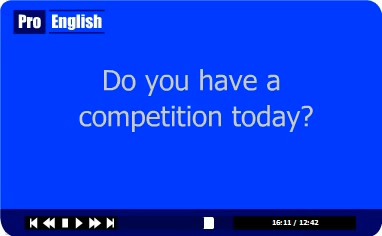 Pro English
Do you have a
competition today?
16:11 / 12:42